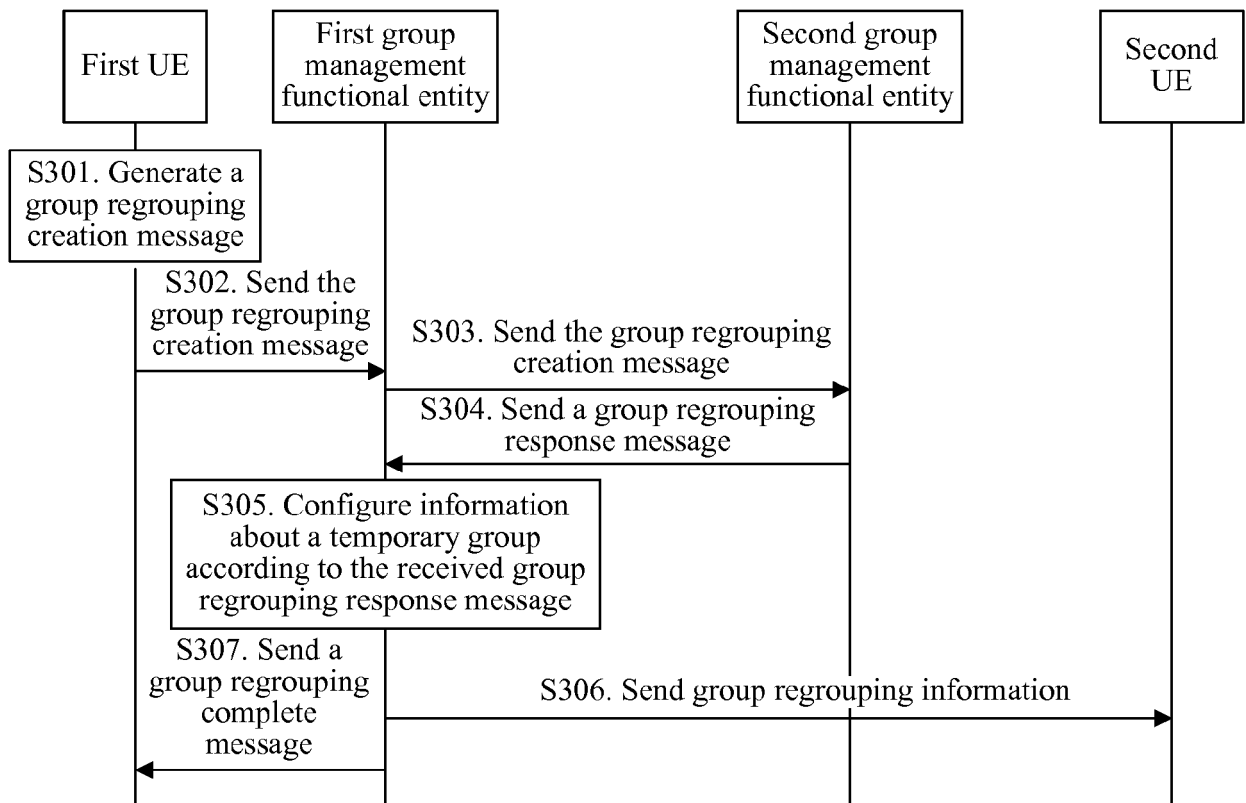 First UE
First group
management
functional entity
Second group
management
functional entity
Second
UE
S301. Generate a
group regrouping
creation message
S302. Send the
group regrouping
creation message
S303. Send the group regrouping
creation message
S304. Send a group regrouping
response message
S305. Configure information
about a temporary group
according to the received group
regrouping response message
S307. Send a
group regrouping
complete
message
S306. Send group regrouping information